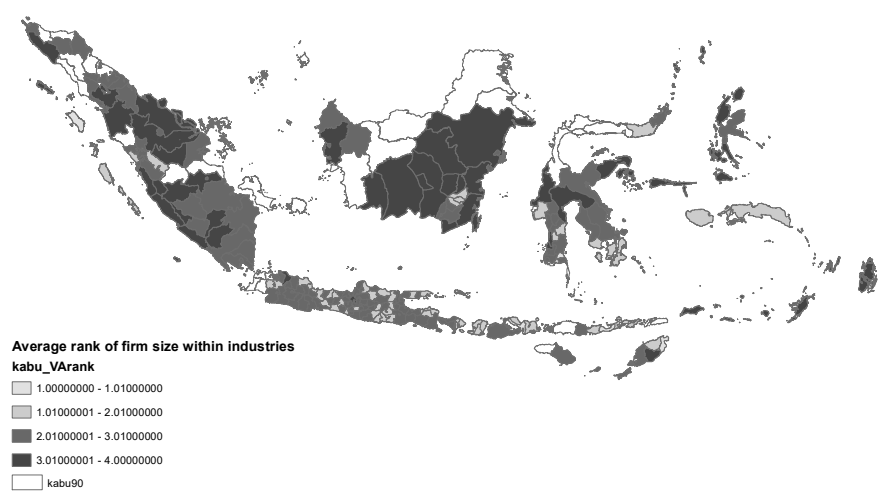 Average rank of firm size within industries
kabu_VArank
1.00000000 - 1.01000000
1.01000001 - 2.01000000
2.01000001 - 3.01000000
3.01000001 - 4.00000000
kabu90